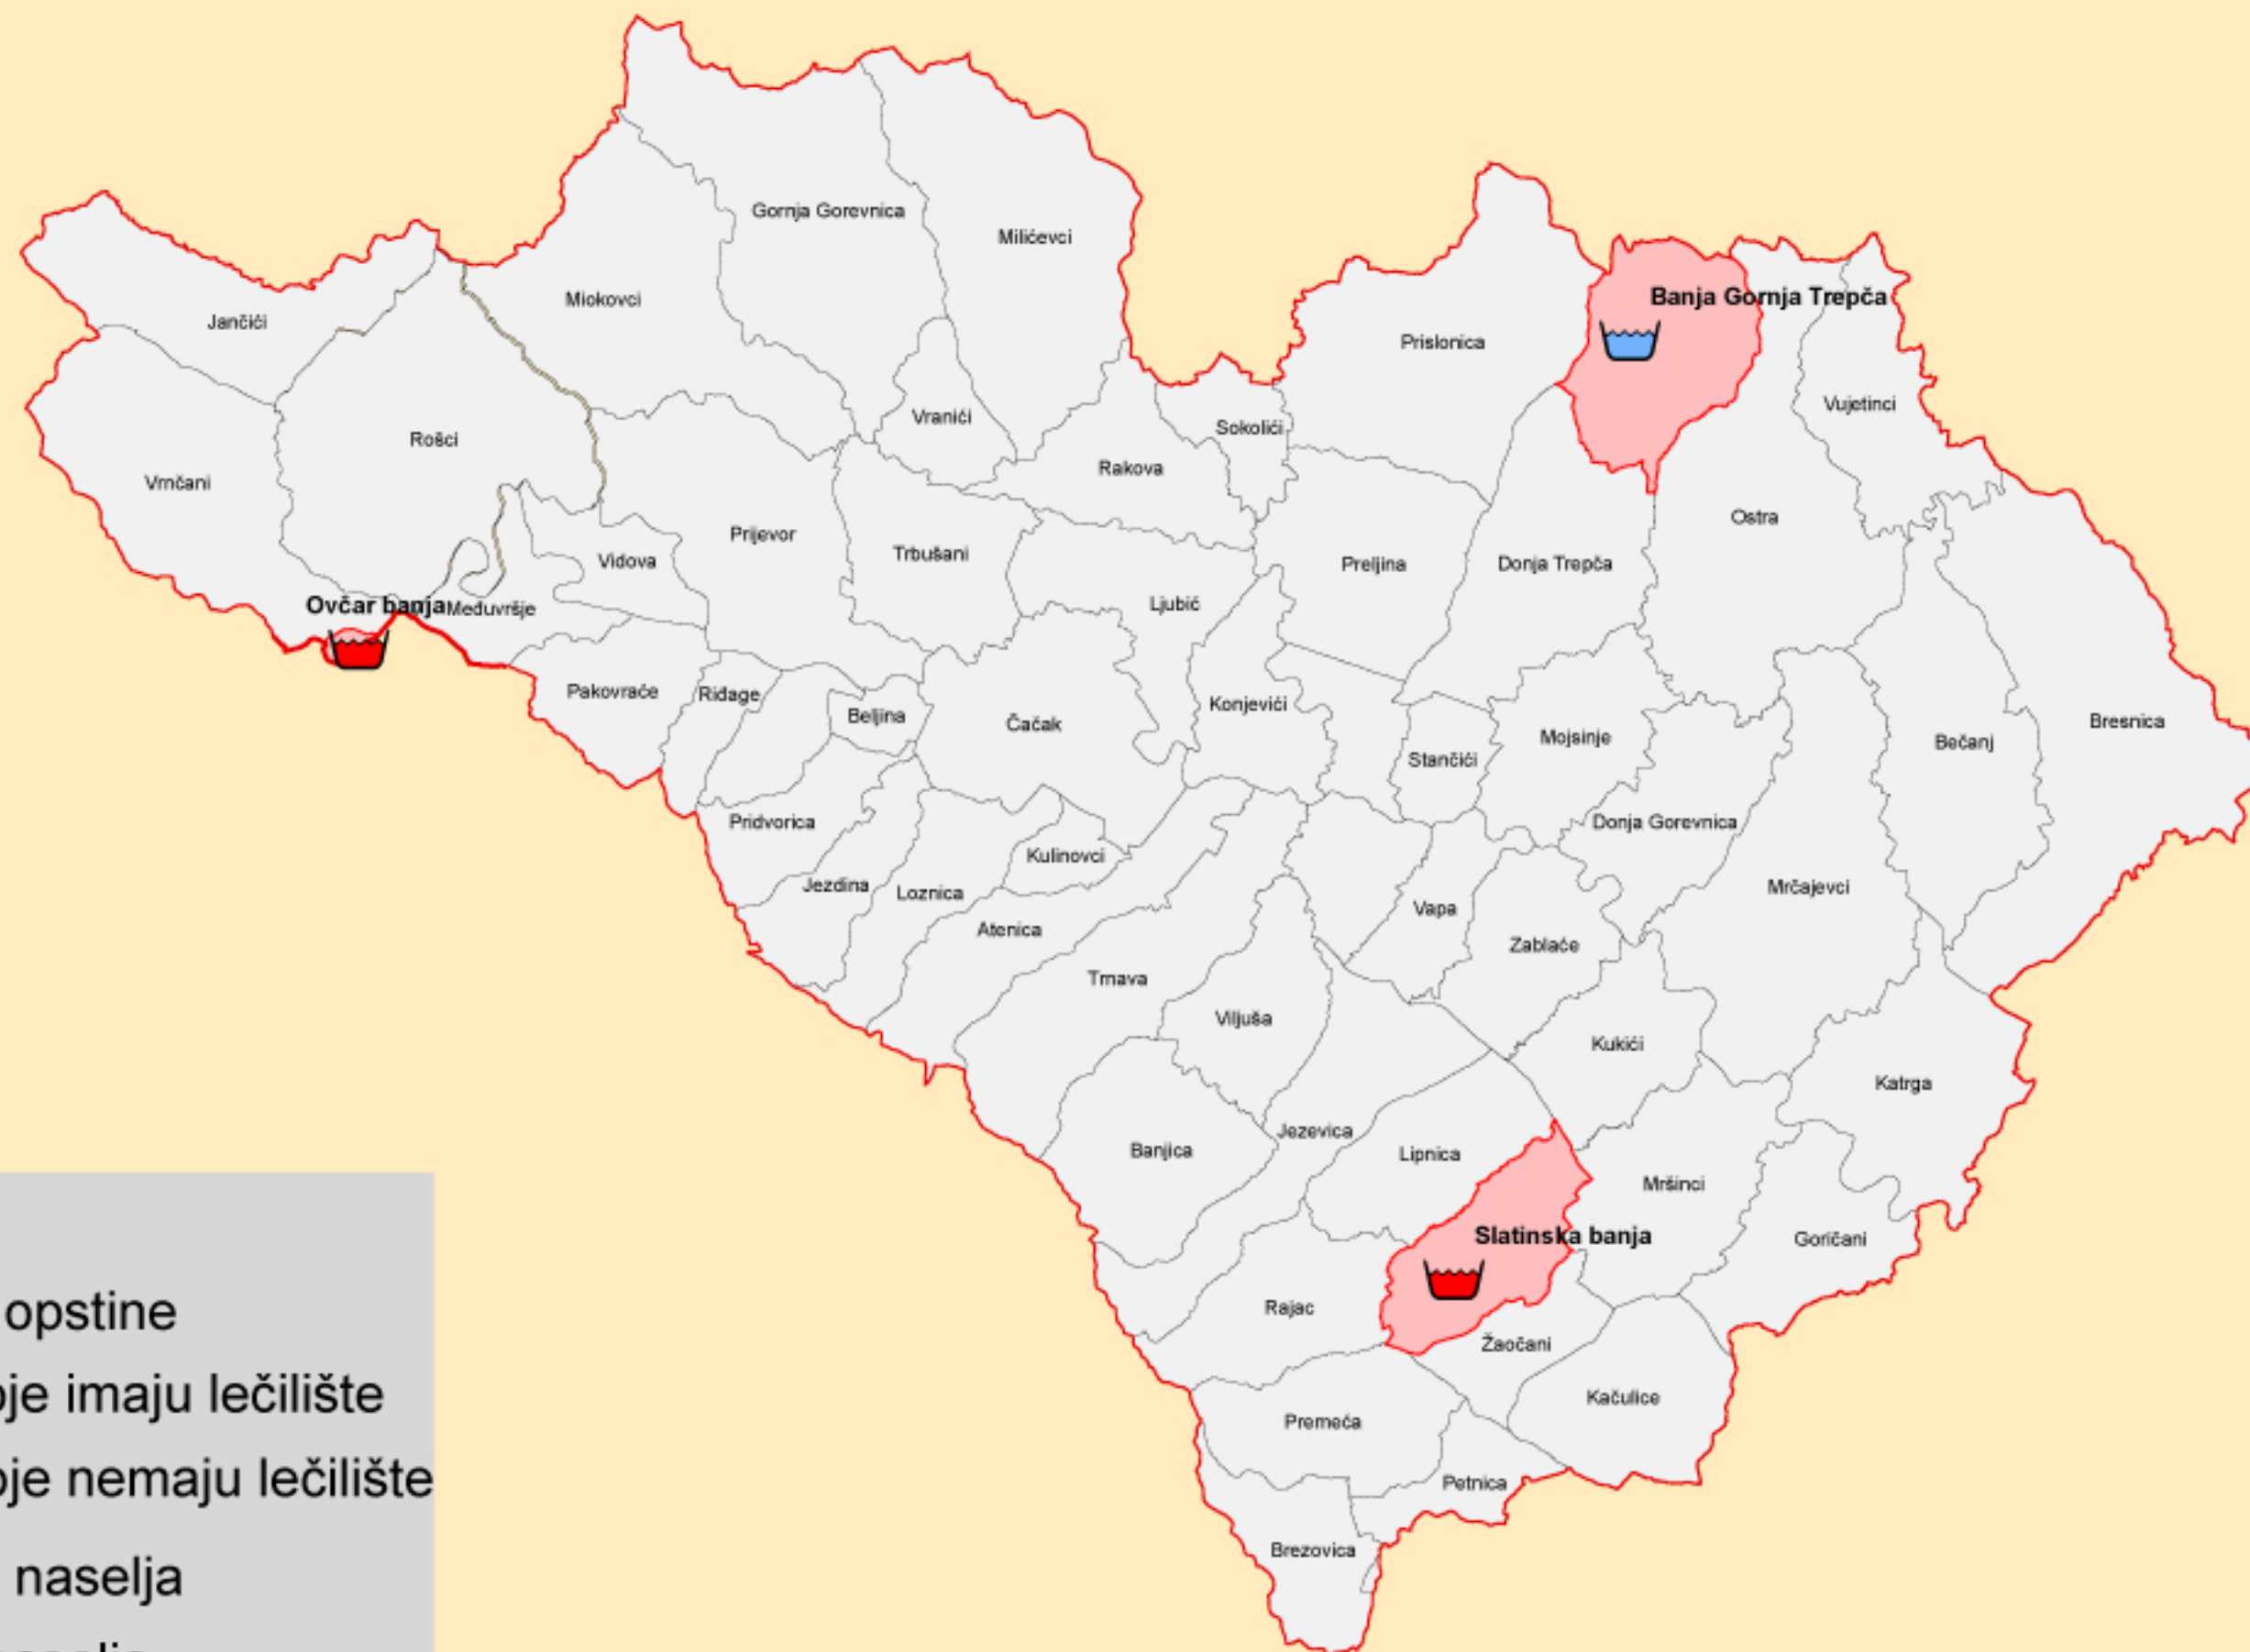 Gornja Gorevnica
Milićevci
Banja Gornja Trepča
Miokovci
Jančići
Prislonica
Vujetinci
Vranići
Sokolići
Rošci
Rakova
Vrnčani
Ostra
Prijevor
Trbušani
Vidova
Preljina
Donja Trepča
Ljubić
Ovčar banja
Međuvršje
Pakovraće
Ridage
Konjevići
Beljina
Čačak
Bresnica
Mojsinje
Bečanj
Stančići
Pridvorica
Donja Gorevnica
Kulinovci
Jezdina
Loznica
Mrčajevci
Vapa
Atenica
Zablaće
Trnava
Viljuša
Kukići
Katrga
Jezevica
Banjica
Lipnica
Mršinci
Slatinska banja
Goričani
Rajac
Žaočani
Kačulice
Premeća
Petnica
Brezovica
opstine
oje imaju lečilište
oje nemaju lečilište
naselja